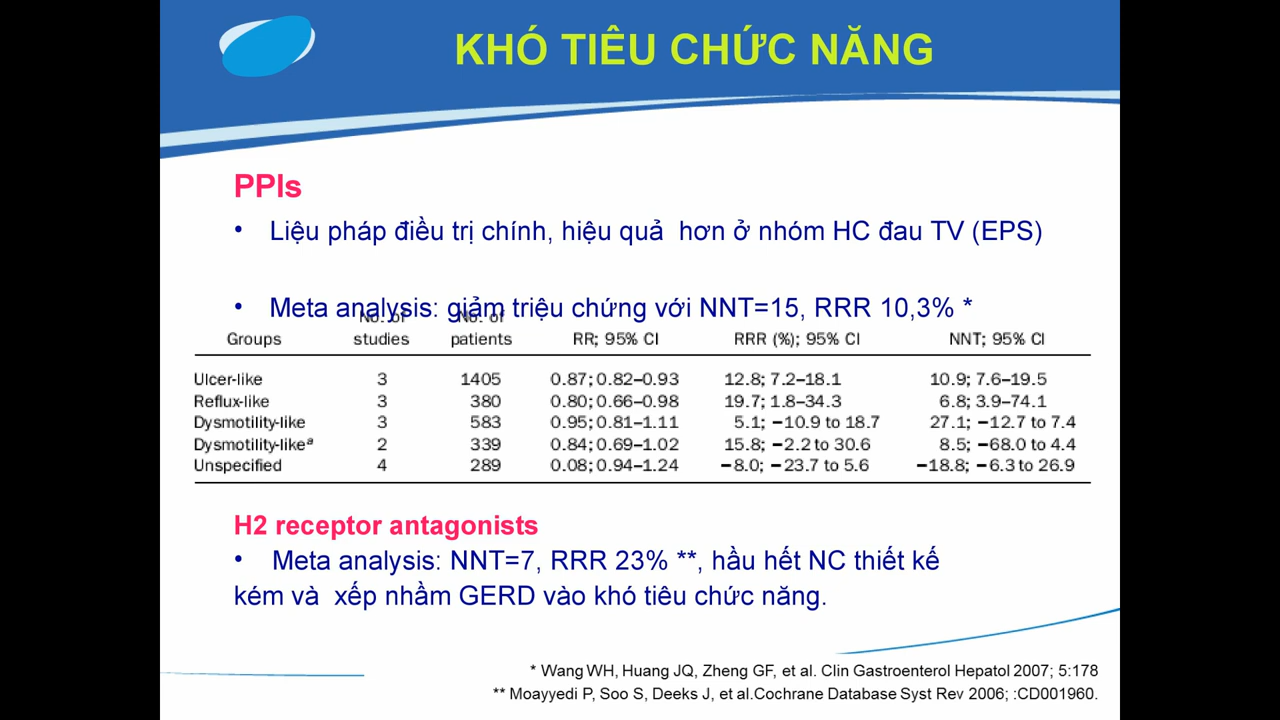 KHÓ TIÊU CHỨC NĂNG
PPIs
• Liệu pháp điều trị chính, hiệu quả hơn ở nhóm HC đau TV (EPS)
• Meta analysis: giảm triệu chứng với NNT=15, RRR 10,3% *
Groups No. of studies No. of patients RR; 95% CI RRR (%); 95% CI NNT; 95% CI
Ulcer-like 3 1405 0.87; 0.82–0.93 12.8; 7.2–18.1 10.9; 7.6–19.5
Reflux-like 3 380 0.80; 0.66–0.98 19.7; 1.8–34.3 6.8; 3.9–74.1
Dysmotility-like 3 583 0.95; 0.81–1.11 5.1; −10.9 to 18.7 27.1; −12.7 to 7.4
Dysmotility-likeᵃ 2 339 0.84; 0.69–1.02 15.8; −2.2 to 30.6 8.5; −68.0 to 4.4
Unspecified 4 289 0.08; 0.94–1.24 −8.0; −23.7 to 5.6 −18.8; −6.3 to 26.9
H2 receptor antagonists
• Meta analysis: NNT=7, RRR 23% **, hầu hết NC thiết kế
kém và xếp nhầm GERD vào khó tiêu chức năng.
* Wang WH, Huang JQ, Zheng GF, et al. Clin Gastroenterol Hepatol 2007; 5:178
** Moayyedi P, Soo S, Deeks J, et al.Cochrane Database Syst Rev 2006; :CD001960.